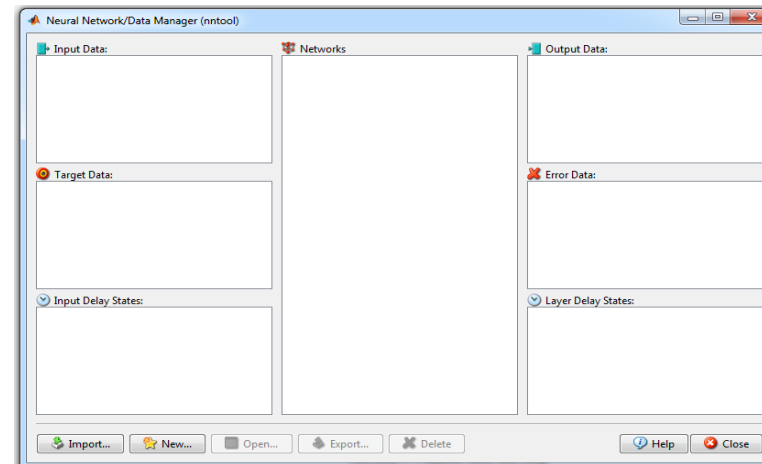 Neural Network/Data Manager (nntool)
Input Data:
Networks
Output Data:
Target Data:
Error Data:
Input Delay States:
Layer Delay States:
Import... New... Open... Export... Delete Help Close